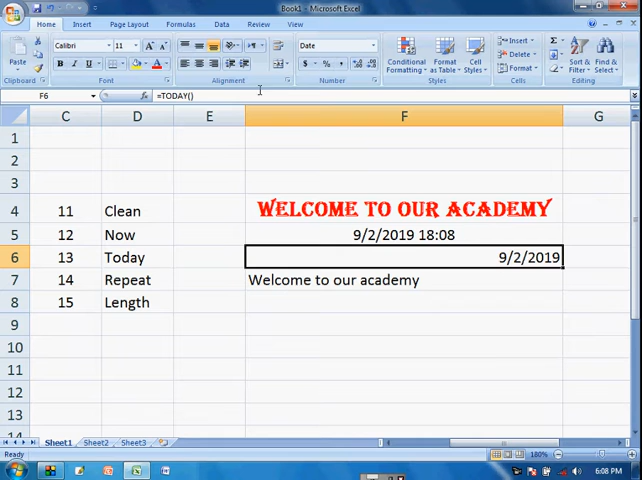 Book1 - Microsoft Excel
Home Insert Page Layout Formulas Data Review View
Calibri 11 Date
Paste
B I U
Conditional Formatting Format as Table Cell Styles
Insert
Delete
Format
Sort & Filter Find & Select
Clipboard Font Alignment Number Styles Cells Editing
F6 fx =TODAY()
C D E F G
1
2
3
4 11 Clean WELCOME TO OUR ACADEMY
5 12 Now 9/2/2019 18:08
6 13 Today 9/2/2019
7 14 Repeat Welcome to our academy
8 15 Length
9
10
11
12
13
14
Sheet1 Sheet2 Sheet3
180%
6:08 PM